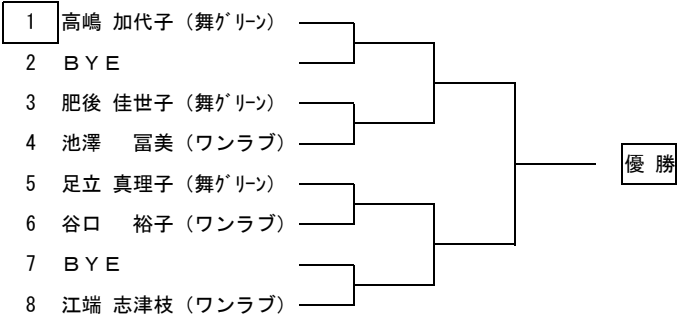 1 高嶋 加代子 (舞ｸﾞﾘｰﾝ)
2 ＢＹＥ
3 肥後 佳世子 (舞ｸﾞﾘｰﾝ)
4 池澤　冨美 (ワンラブ)
5 足立 真理子 (舞ｸﾞﾘｰﾝ)
6 谷口　裕子 (ワンラブ)
7 ＢＹＥ
8 江端 志津枝 (ワンラブ)
優 勝